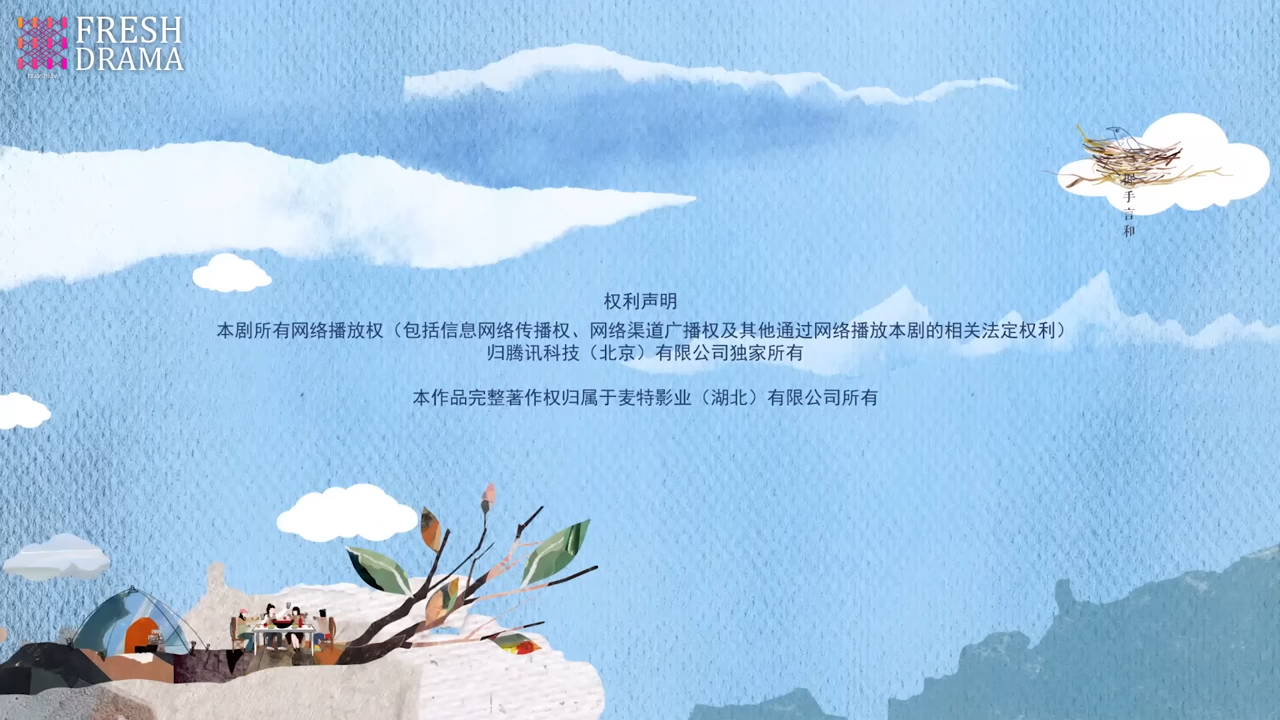 FRESH
DRAMA
手言和
权利声明
本剧所有网络播放权（包括信息网络传播权、网络渠道广播权及其他通过网络播放本剧的相关法定权利）
归腾讯科技（北京）有限公司独家所有
本作品完整著作权归属于麦特影业（湖北）有限公司所有